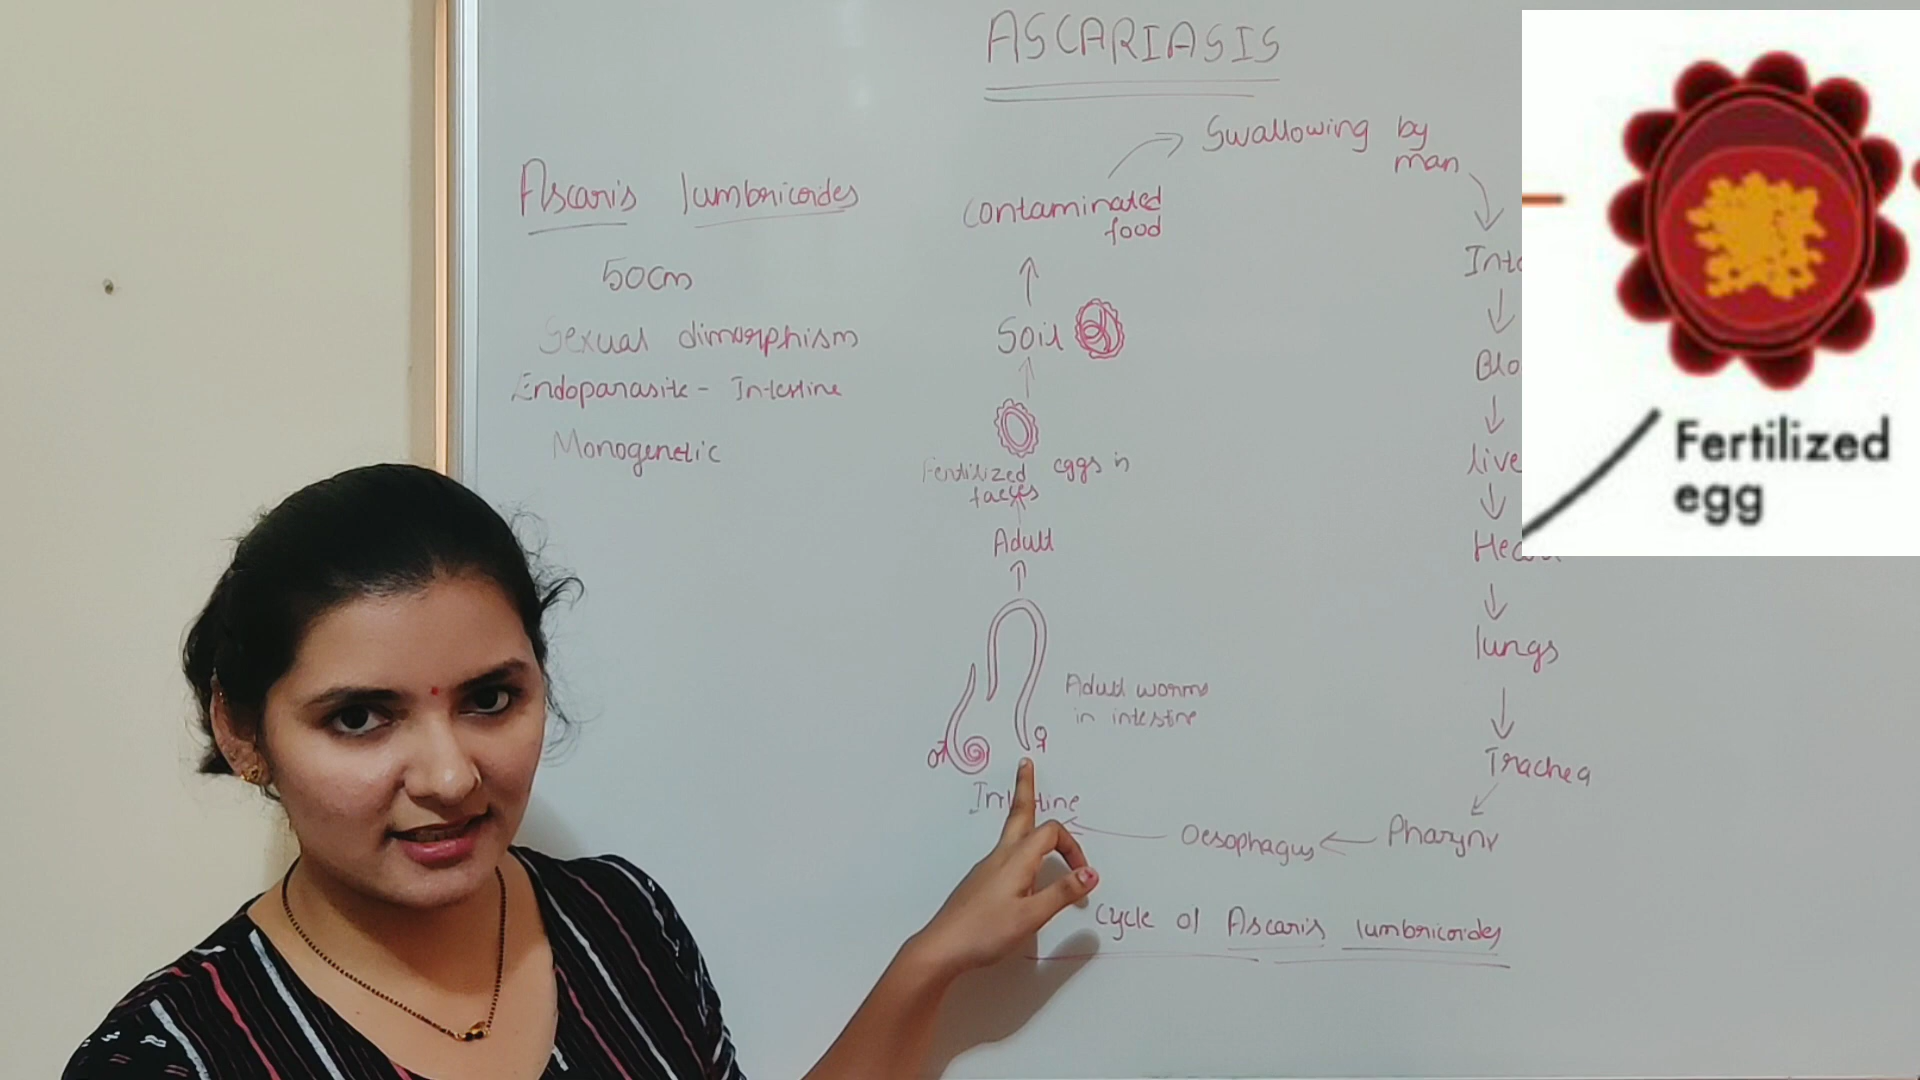 ASCARIASIS
Ascaris lumbricoides
50cm
Sexual dimorphism
Endoparasite - Intestine
Monogenetic
Swallowing by
man
Contaminated
food
Soil
Fertilized eggs in
faeces
Adult
Adult worms
in intestine
♂
♀
Oesophagus
Pharynx
Trachea
lungs
Cycle of Ascaris lumbricoides
Fertilized
egg